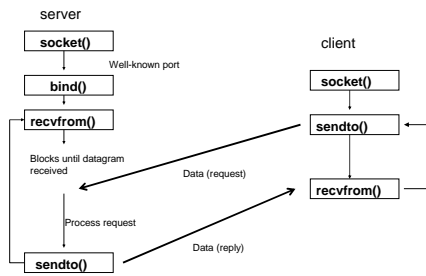 server
socket()
Well-known port
bind()
recvfrom()
Blocks until datagram
received
Process request
sendto()
client
socket()
sendto()
Data (request)
recvfrom()
Data (reply)